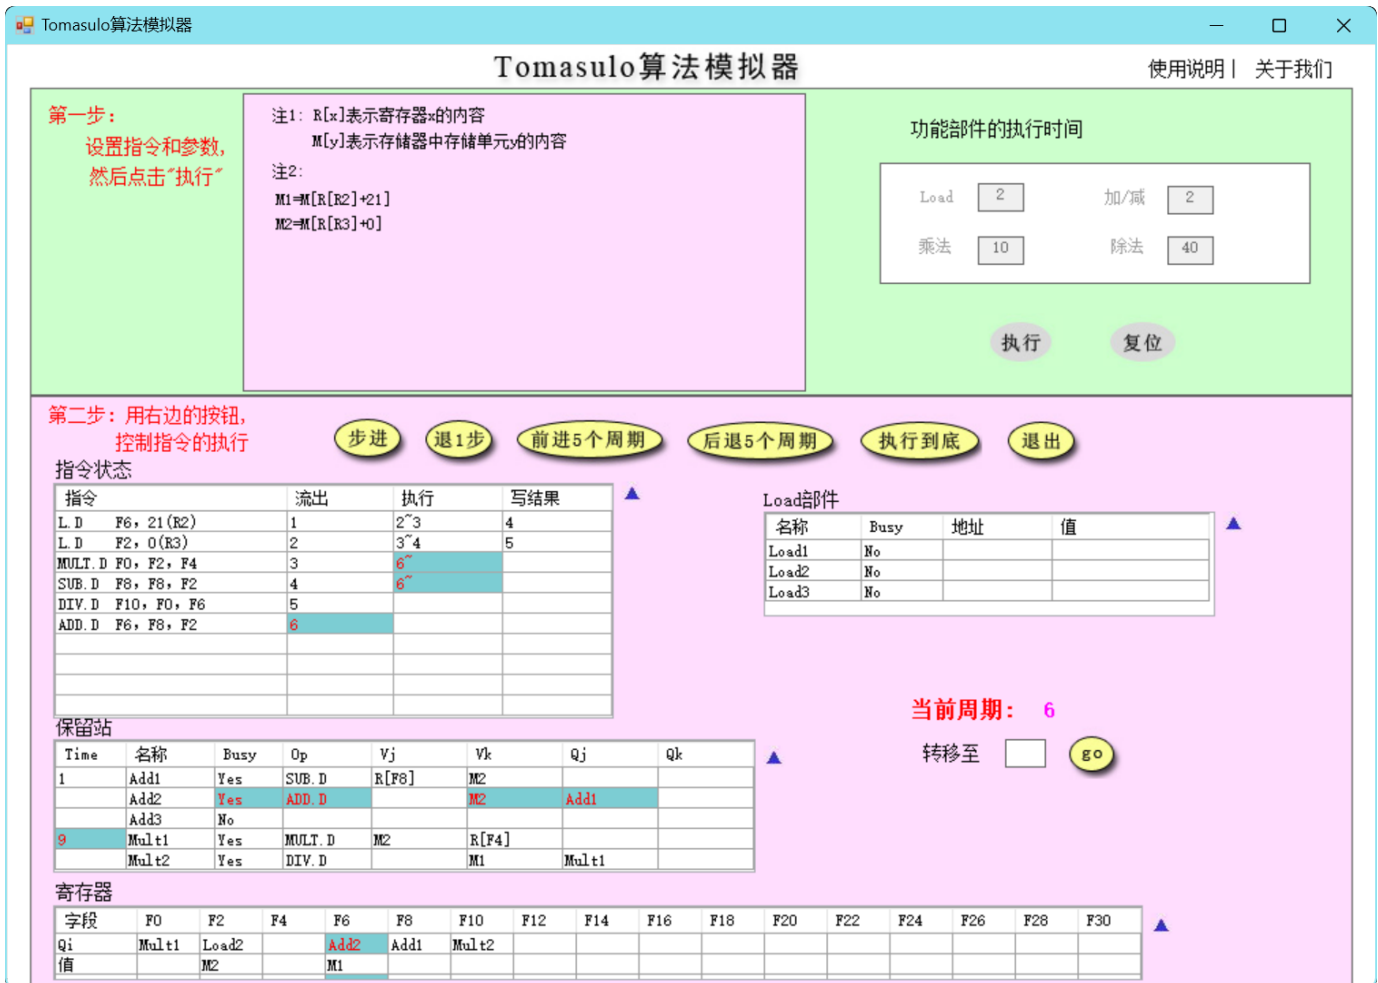 Tomasulo算法模拟器
Tomasulo算法模拟器
使用说明| 关于我们
第一步：
设置指令和参数,
然后点击"执行"
注1: R[x]表示寄存器x的内容
M[y]表示存储器中存储单元y的内容
注2:
M1=M[R[R2]+21]
M2=M[R[R3]+0]
功能部件的执行时间
Load 2 加/减 2
乘法 10 除法 40
执行 复位
第二步：用右边的按钮,
控制指令的执行
步进 退1步 前进5个周期 后退5个周期 执行到底 退出
指令状态
指令 流出 执行 写结果
L.D F6, 21(R2) 1 2~3 4
L.D F2, 0(R3) 2 3~4 5
MULT.D F0, F2, F4 3 6~
SUB.D F8, F8, F2 4 6~
DIV.D F10, F0, F6 5
ADD.D F6, F8, F2 6
Load部件
名称 Busy 地址 值
Load1 No
Load2 No
Load3 No
当前周期： 6
转移至 go
保留站
Time 名称 Busy Op Vj Vk Qj Qk
1 Add1 Yes SUB.D R[F8] M2
Add2 Yes ADD.D M2 Add1
Add3 No
9 Mult1 Yes MULT.D M2 R[F4]
Mult2 Yes DIV.D M1 Mult1
寄存器
字段 F0 F2 F4 F6 F8 F10 F12 F14 F16 F18 F20 F22 F24 F26 F28 F30
Qi Mult1 Load2 Add2 Add1 Mult2
值 M2 M1